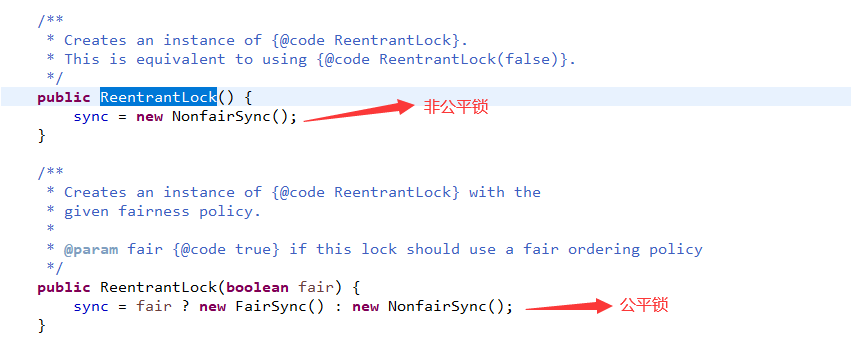 /**
 * Creates an instance of {@code ReentrantLock}.
 * This is equivalent to using {@code ReentrantLock(false)}.
 */
public ReentrantLock() {
    sync = new NonfairSync(); 非公平锁
}
/**
 * Creates an instance of {@code ReentrantLock} with the
 * given fairness policy.
 *
 * @param fair {@code true} if this lock should use a fair ordering policy
 */
public ReentrantLock(boolean fair) {
    sync = fair ? new FairSync() : new NonfairSync(); 公平锁
}